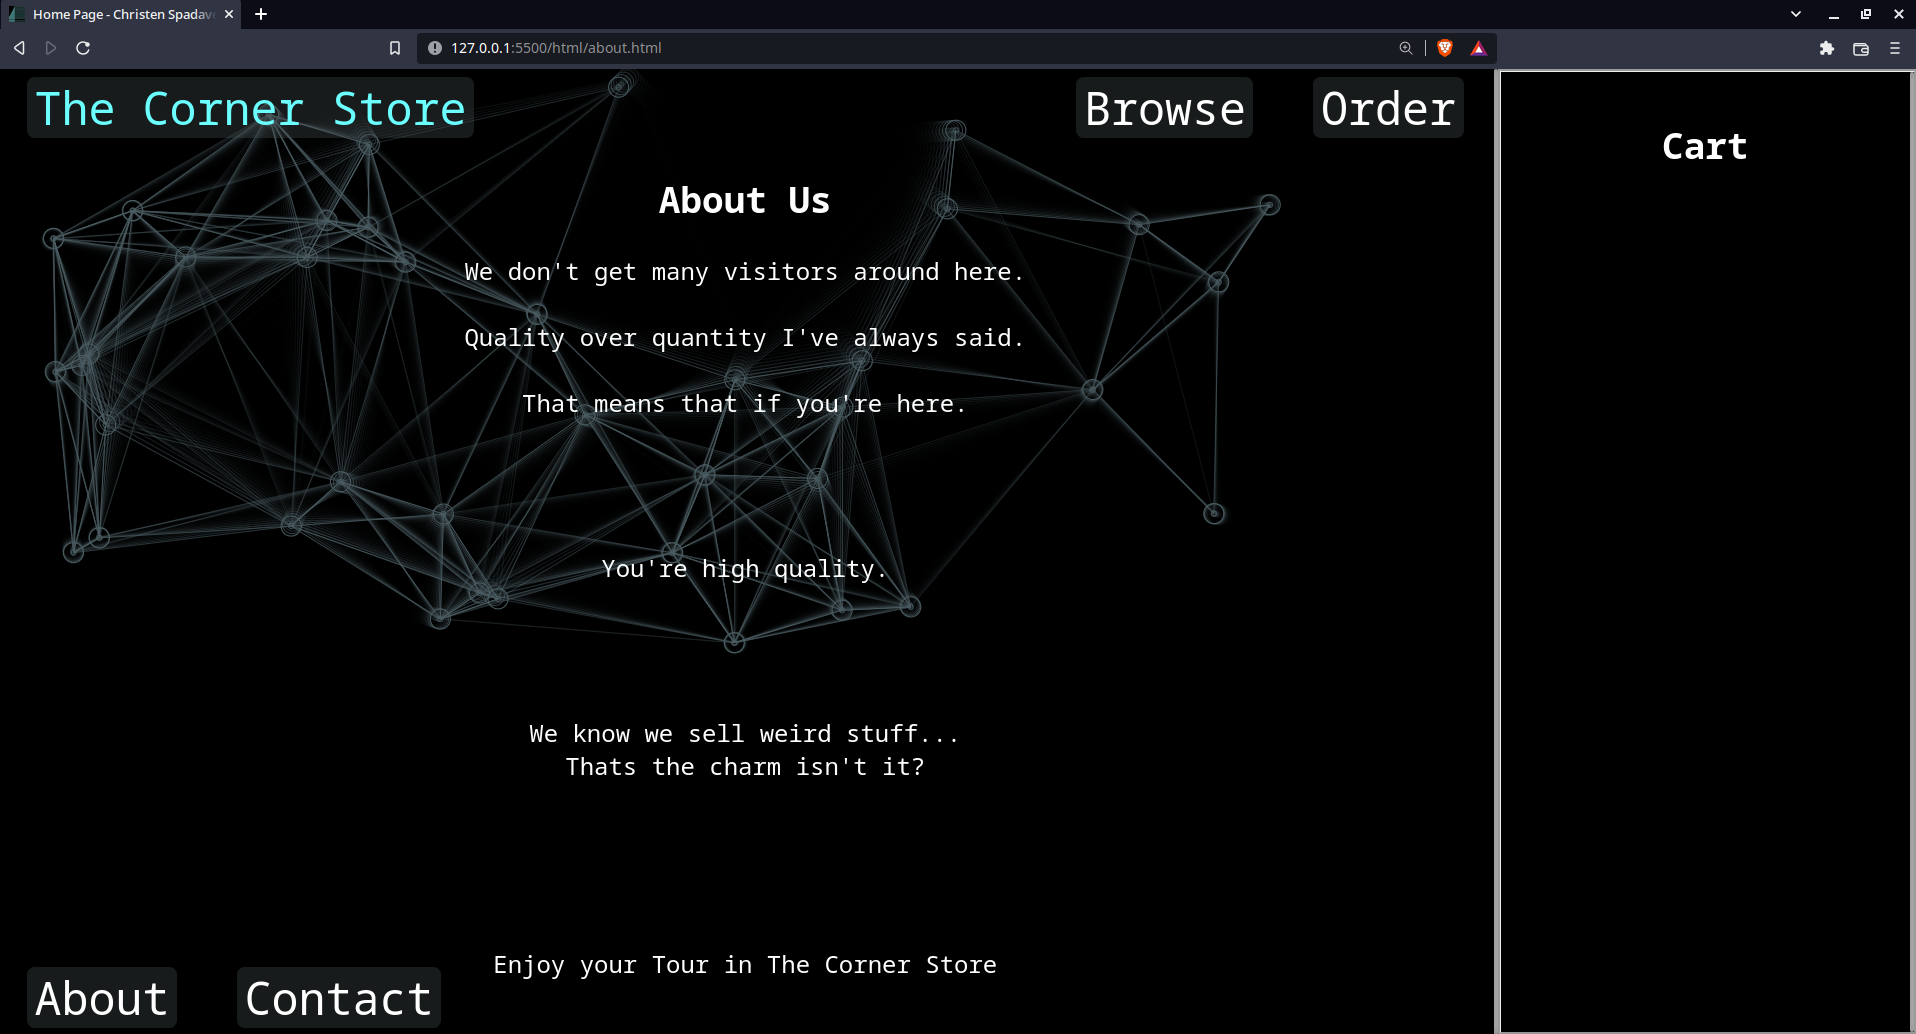 Home Page - Christen Spadav
127.0.0.1:5500/html/about.html
The Corner Store
Browse
Order
Cart
About Us
We don't get many visitors around here.
Quality over quantity I've always said.
That means that if you're here.
You're high quality.
We know we sell weird stuff...
Thats the charm isn't it?
Enjoy your Tour in The Corner Store
About
Contact